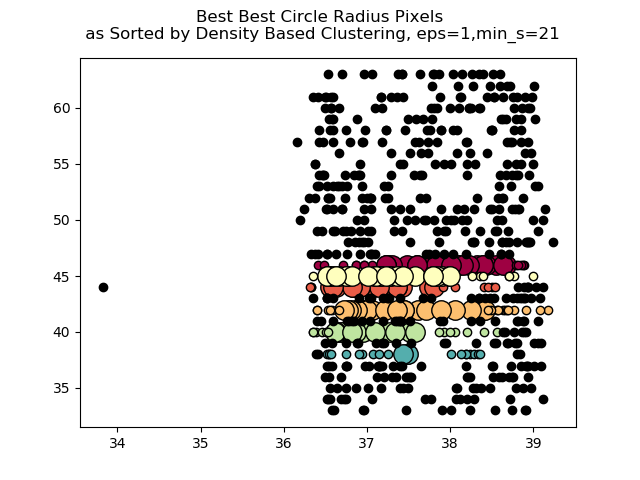 Best Best Circle Radius Pixels
as Sorted by Density Based Clustering, eps=1,min_s=21
60
55
50
45
40
35
34 35 36 37 38 39